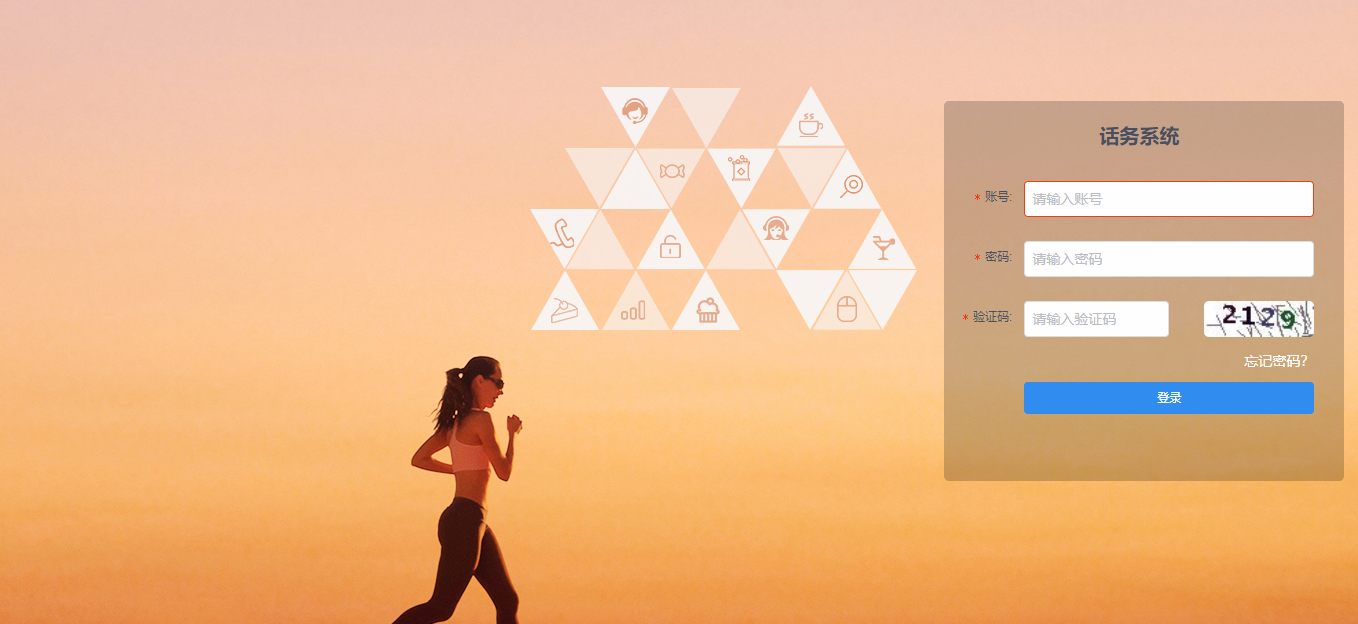 话务系统
* 账号:
请输入账号
* 密码:
请输入密码
* 验证码:
请输入验证码
2129
忘记密码?
登录